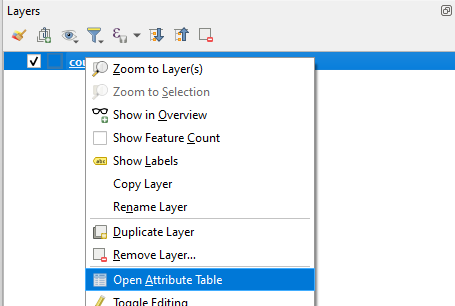 Layers
Zoom to Layer(s)
Zoom to Selection
Show in Overview
Show Feature Count
abc Show Labels
Copy Layer
Rename Layer
Duplicate Layer
Remove Layer...
Open Attribute Table
Toggle Editing